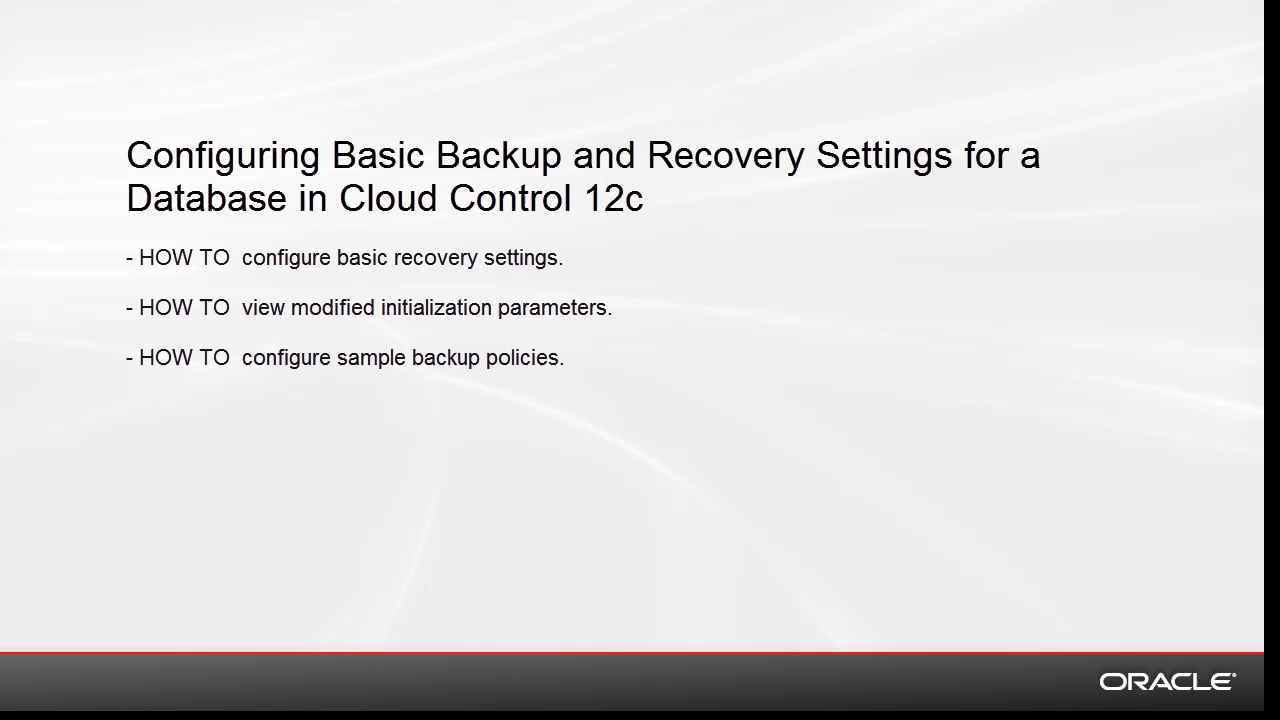 Configuring Basic Backup and Recovery Settings for a
Database in Cloud Control 12c
- HOW TO  configure basic recovery settings.
- HOW TO  view modified initialization parameters.
- HOW TO  configure sample backup policies.
ORACLE®